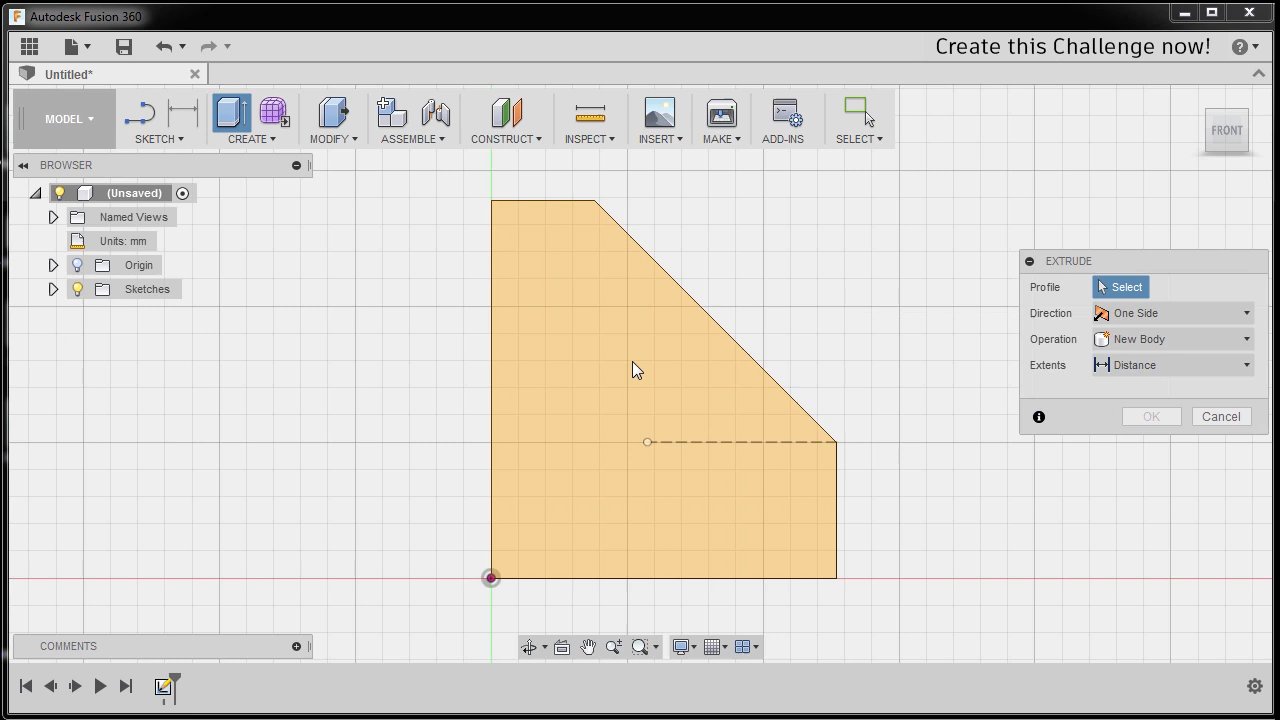 Autodesk Fusion 360
Create this Challenge now!
Untitled*
MODEL
SKETCH
CREATE
MODIFY
ASSEMBLE
CONSTRUCT
INSPECT
INSERT
MAKE
ADD-INS
SELECT
FRONT
BROWSER
(Unsaved)
Named Views
Units: mm
Origin
Sketches
EXTRUDE
Profile Select
Direction One Side
Operation New Body
Extents Distance
OK Cancel
COMMENTS